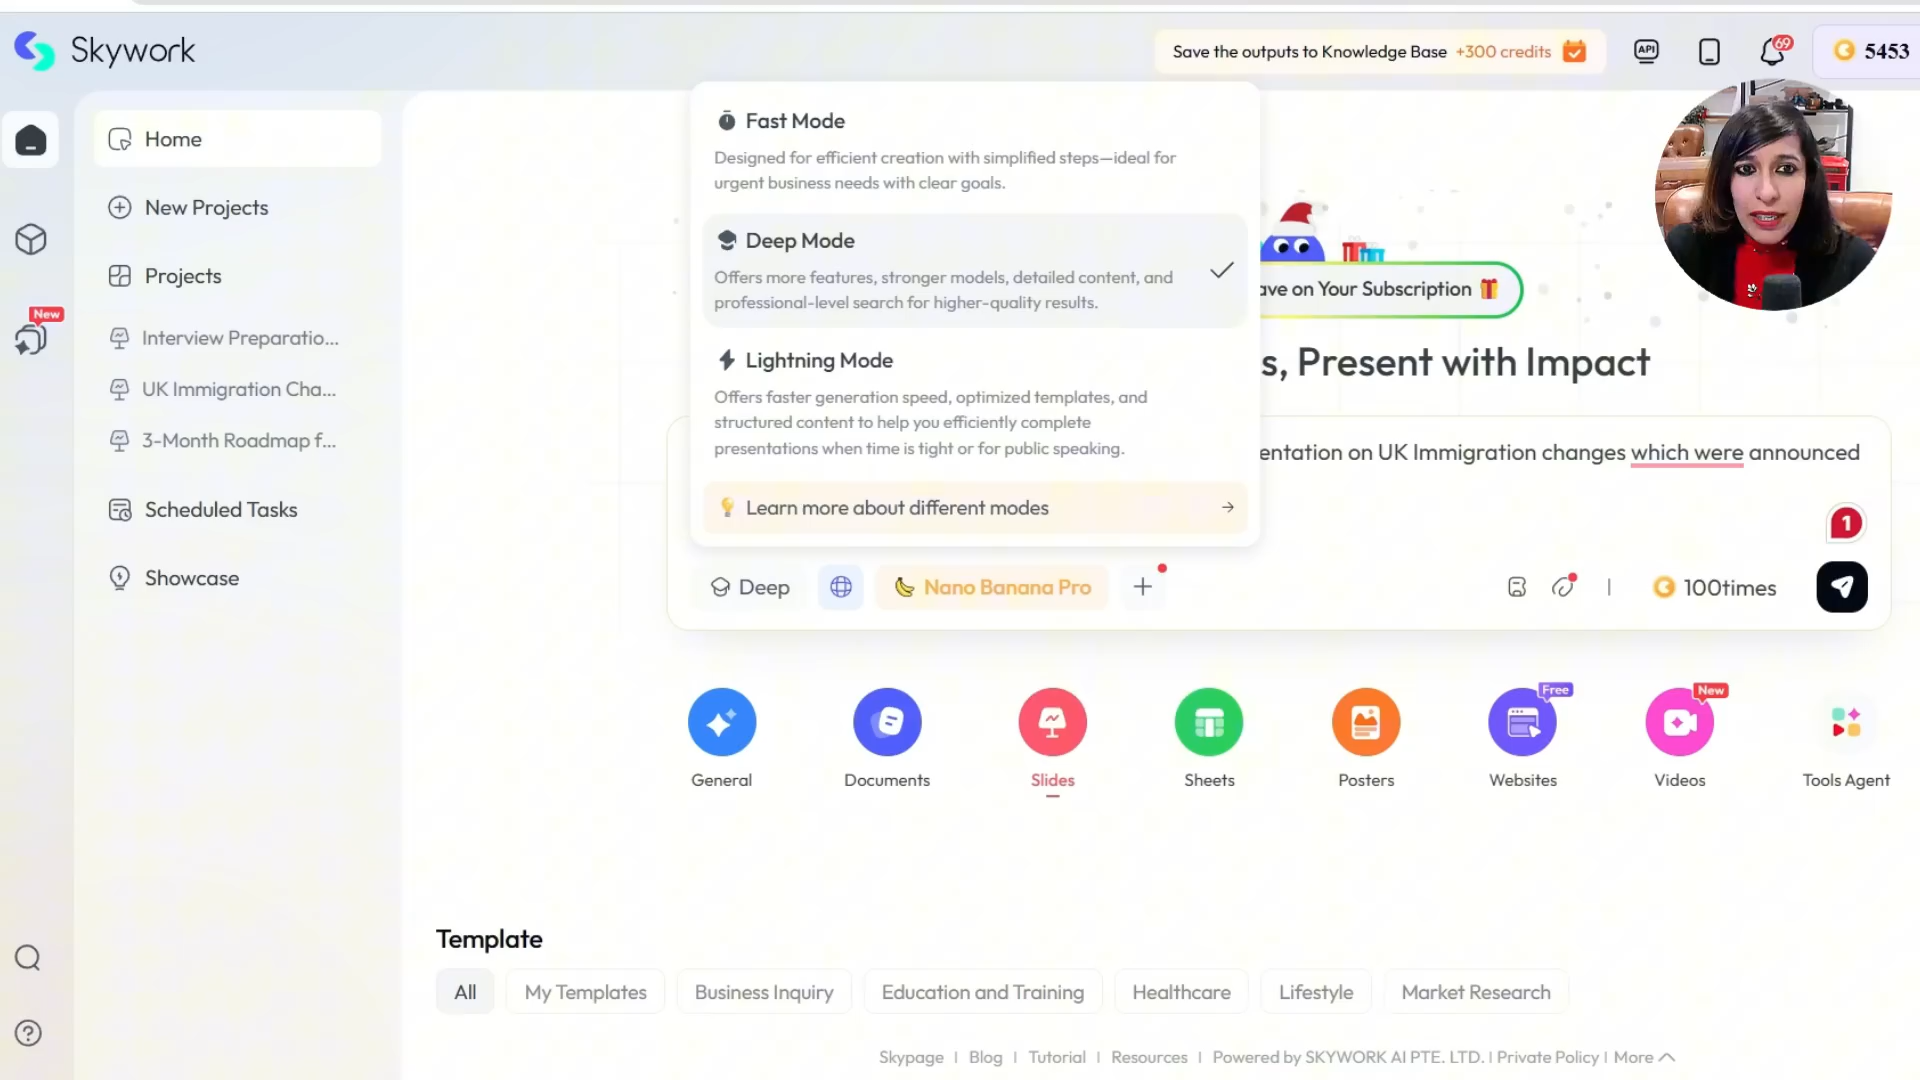 Skywork
Save the outputs to Knowledge Base +300 credits
API
69
5453
Home
New Projects
Projects
New
Interview Preparatio...
UK Immigration Cha...
3-Month Roadmap f...
Scheduled Tasks
Showcase
Fast Mode
Designed for efficient creation with simplified steps—ideal for
urgent business needs with clear goals.
Deep Mode
Offers more features, stronger models, detailed content, and
professional-level search for higher-quality results.
Lightning Mode
Offers faster generation speed, optimized templates, and
structured content to help you efficiently complete
presentations when time is tight or for public speaking.
Learn more about different modes
ave on Your Subscription
s, Present with Impact
entation on UK Immigration changes which were announced
1
Deep
Nano Banana Pro
100times
General
Documents
Slides
Sheets
Posters
Free
Websites
New
Videos
Tools Agent
Template
All
My Templates
Business Inquiry
Education and Training
Healthcare
Lifestyle
Market Research
Skypage | Blog | Tutorial | Resources | Powered by SKYWORK AI PTE. LTD. | Private Policy | More